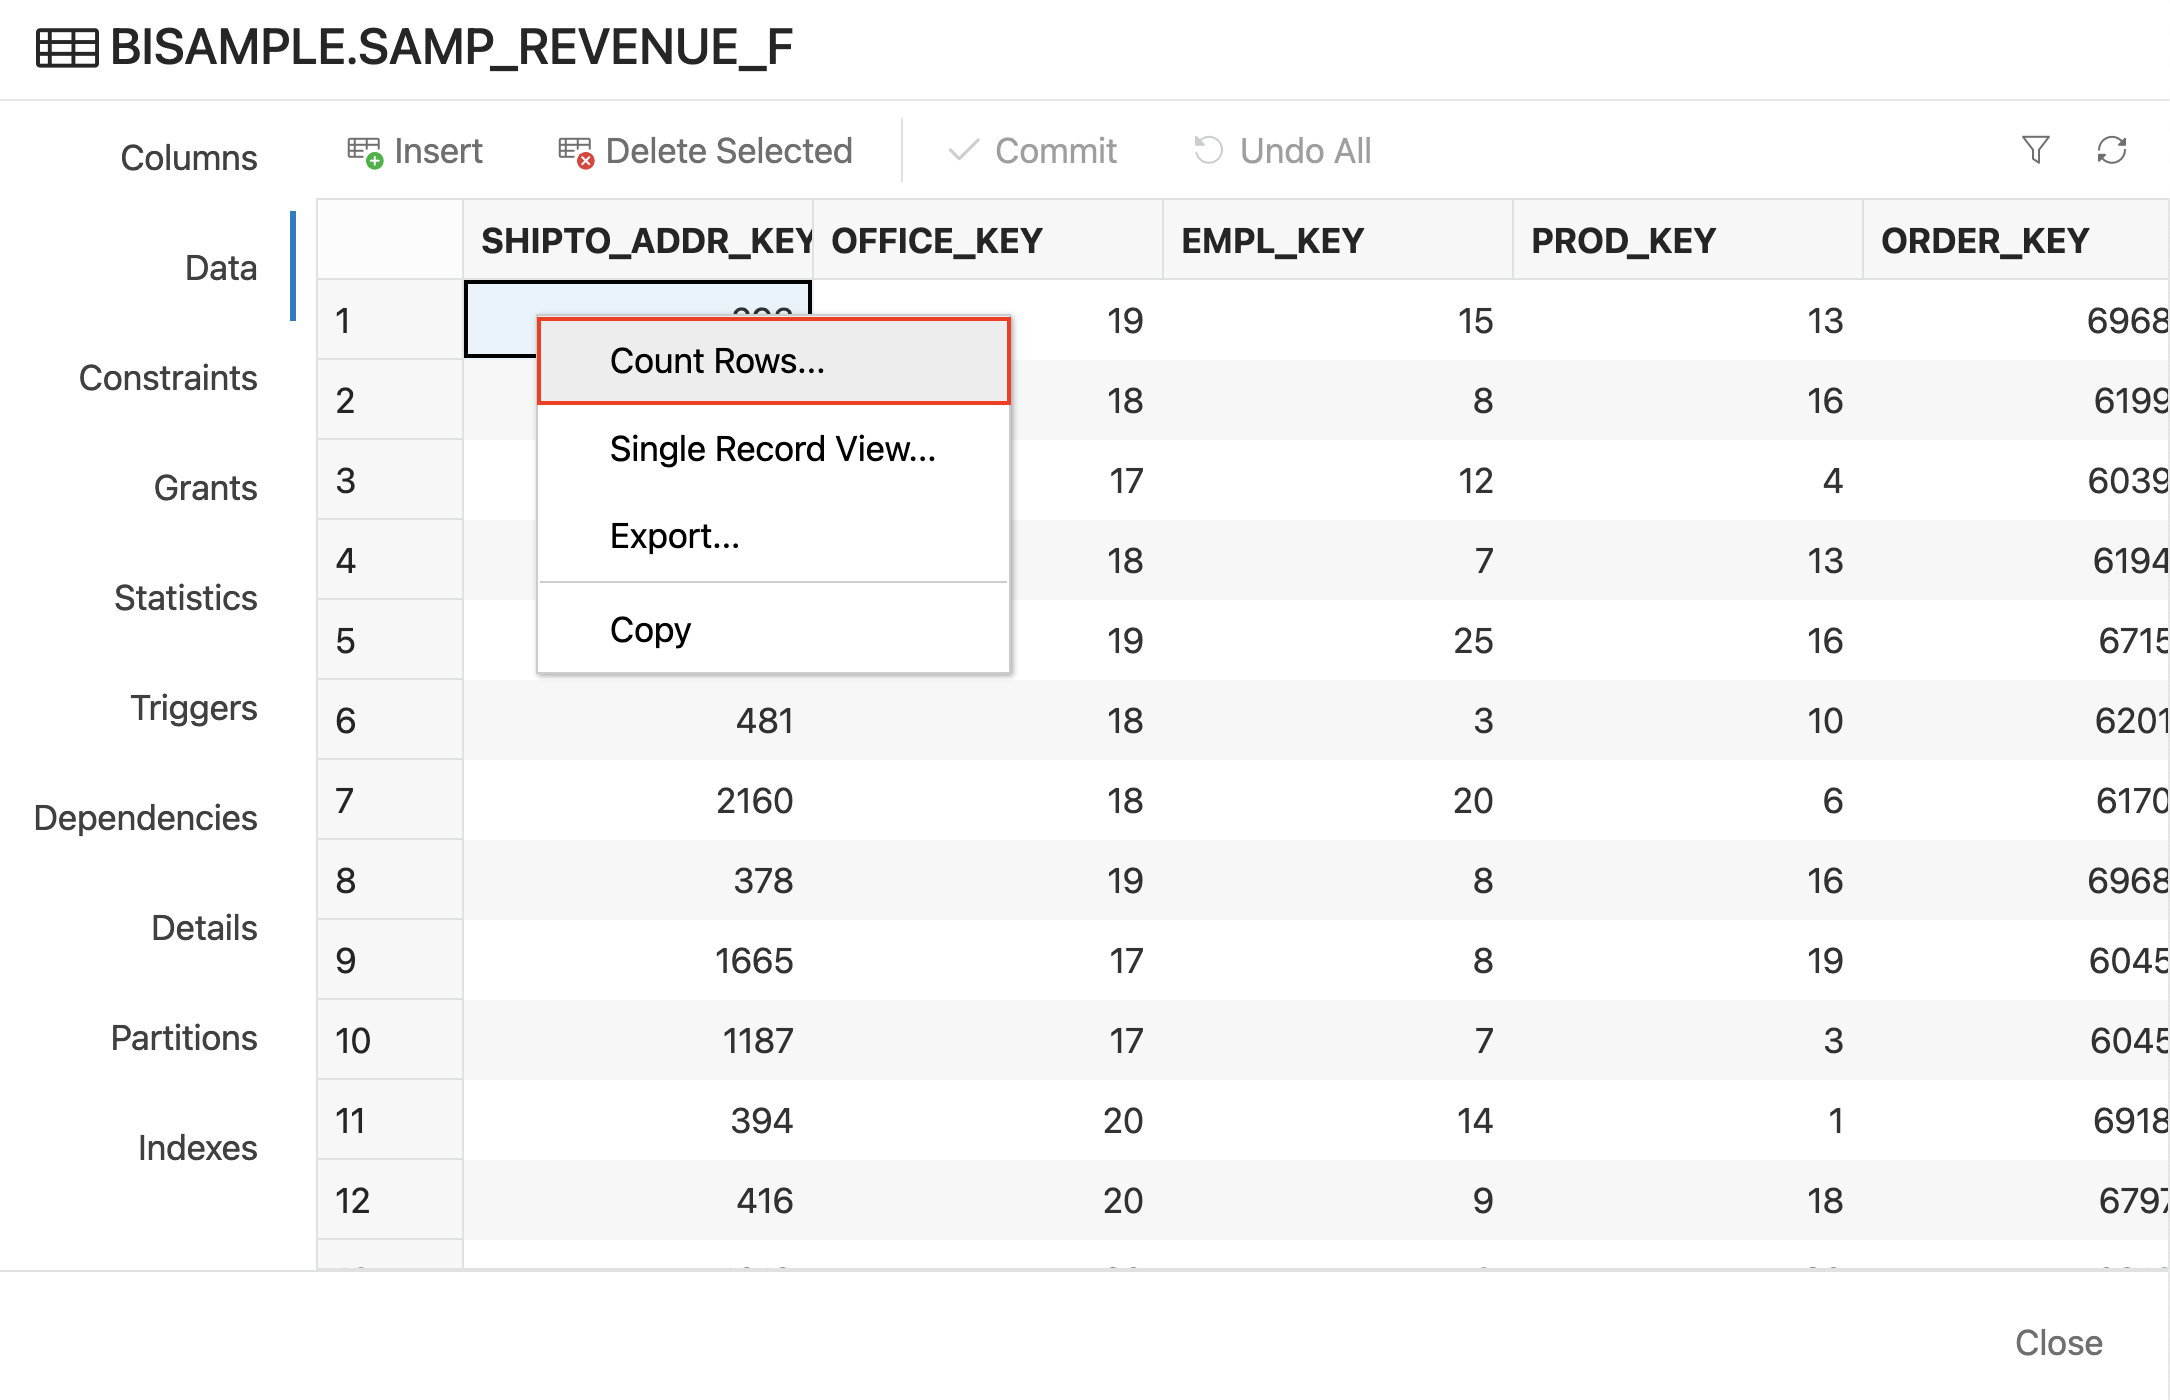 BISAMPLE.SAMP_REVENUE_F
Columns
Data
Constraints
Grants
Statistics
Triggers
Dependencies
Details
Partitions
Indexes
Insert Delete Selected Commit Undo All
SHIPTO_ADDR_KEY OFFICE_KEY EMPL_KEY PROD_KEY ORDER_KEY
1 19 15 13 6968
2 18 8 16 6199
3 17 12 4 6039
4 18 7 13 6194
5 19 25 16 6715
6 481 18 3 10 6201
7 2160 18 20 6 6170
8 378 19 8 16 6968
9 1665 17 8 19 6045
10 1187 17 7 3 6045
11 394 20 14 1 6918
12 416 20 9 18 6797
Count Rows...
Single Record View...
Export...
Copy
Close